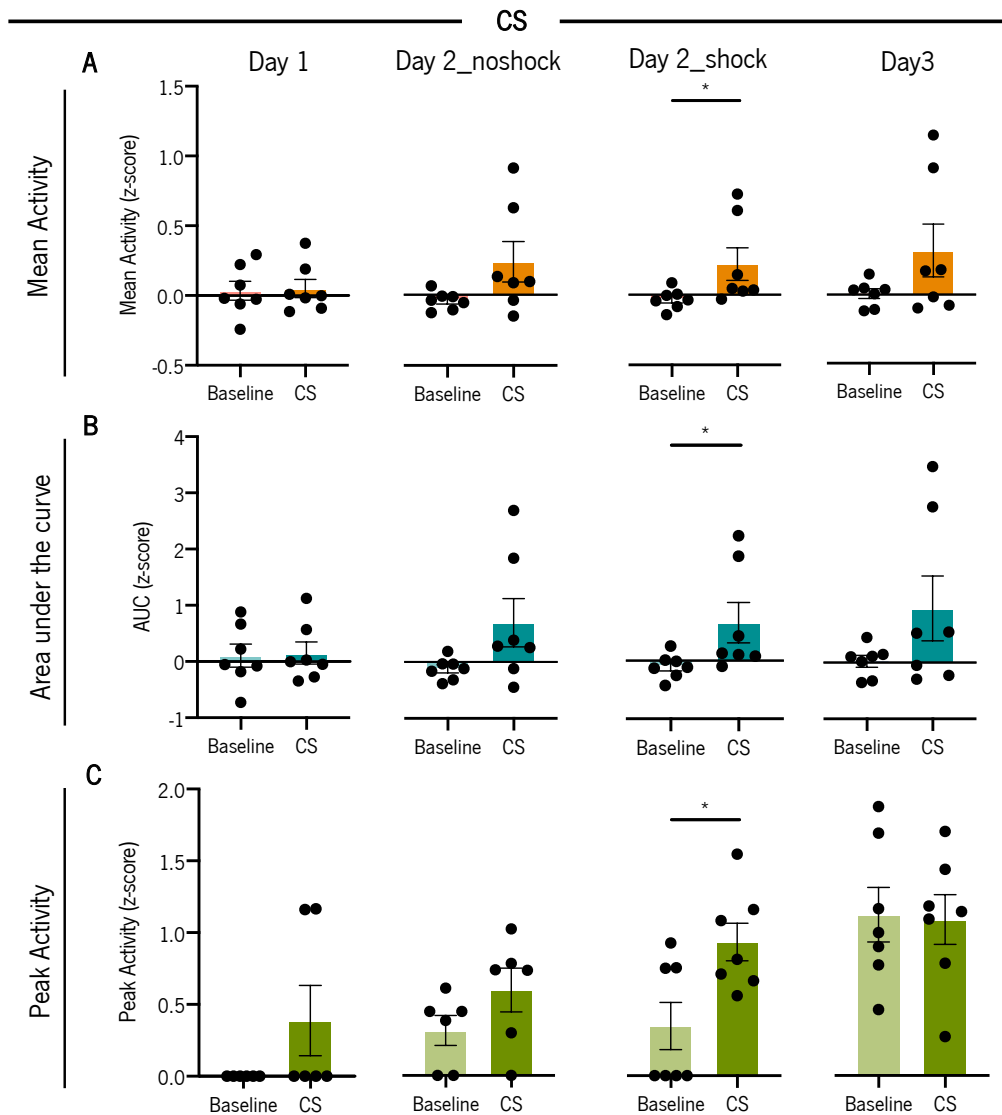 CS
A
Day 1
Day 2_noshock
Day 2_shock
Day3
Mean Activity
Mean Activity (z-score)
1.5
1.0
0.5
0.0
-0.5
*
Baseline CS
Baseline CS
Baseline CS
Baseline CS
B
Area under the curve
AUC (z-score)
4
3
2
1
0
-1
*
Baseline CS
Baseline CS
Baseline CS
Baseline CS
C
Peak Activity
Peak Activity (z-score)
2.0
1.5
1.0
0.5
0.0
*
Baseline CS
Baseline CS
Baseline CS
Baseline CS